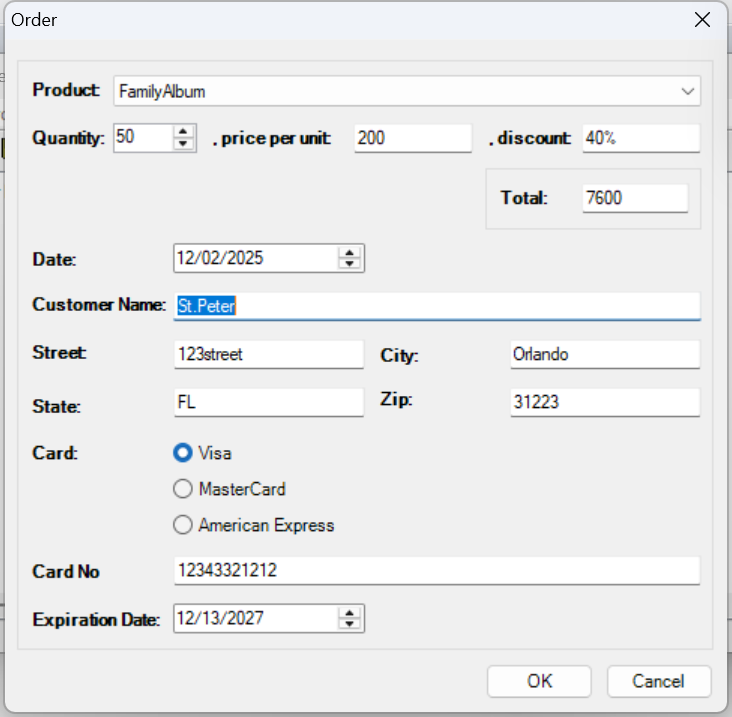 Order
Product: FamilyAlbum
Quantity: 50 , price per unit: 200 , discount: 40%
Total: 7600
Date: 12/02/2025
Customer Name: St.Peter
Street: 123street City: Orlando
State: FL Zip: 31223
Card: Visa
MasterCard
American Express
Card No 12343321212
Expiration Date: 12/13/2027
OK Cancel